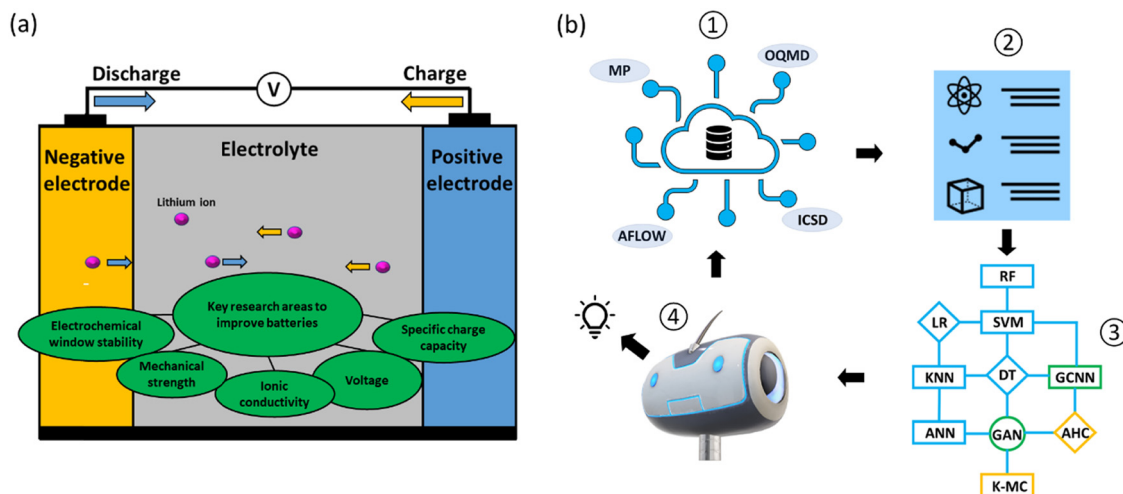 (a)
Discharge
V
Charge
Negative
electrode
Electrolyte
Positive
electrode
Lithium ion
Key research areas to
improve batteries
Electrochemical
window stability
Specific charge
capacity
Mechanical
strength
Ionic
conductivity
Voltage
(b)
1
MP
OQMD
AFLOW
ICSD
2
3
RF
LR
SVM
KNN
DT
GCNN
ANN
GAN
AHC
K-MC
4